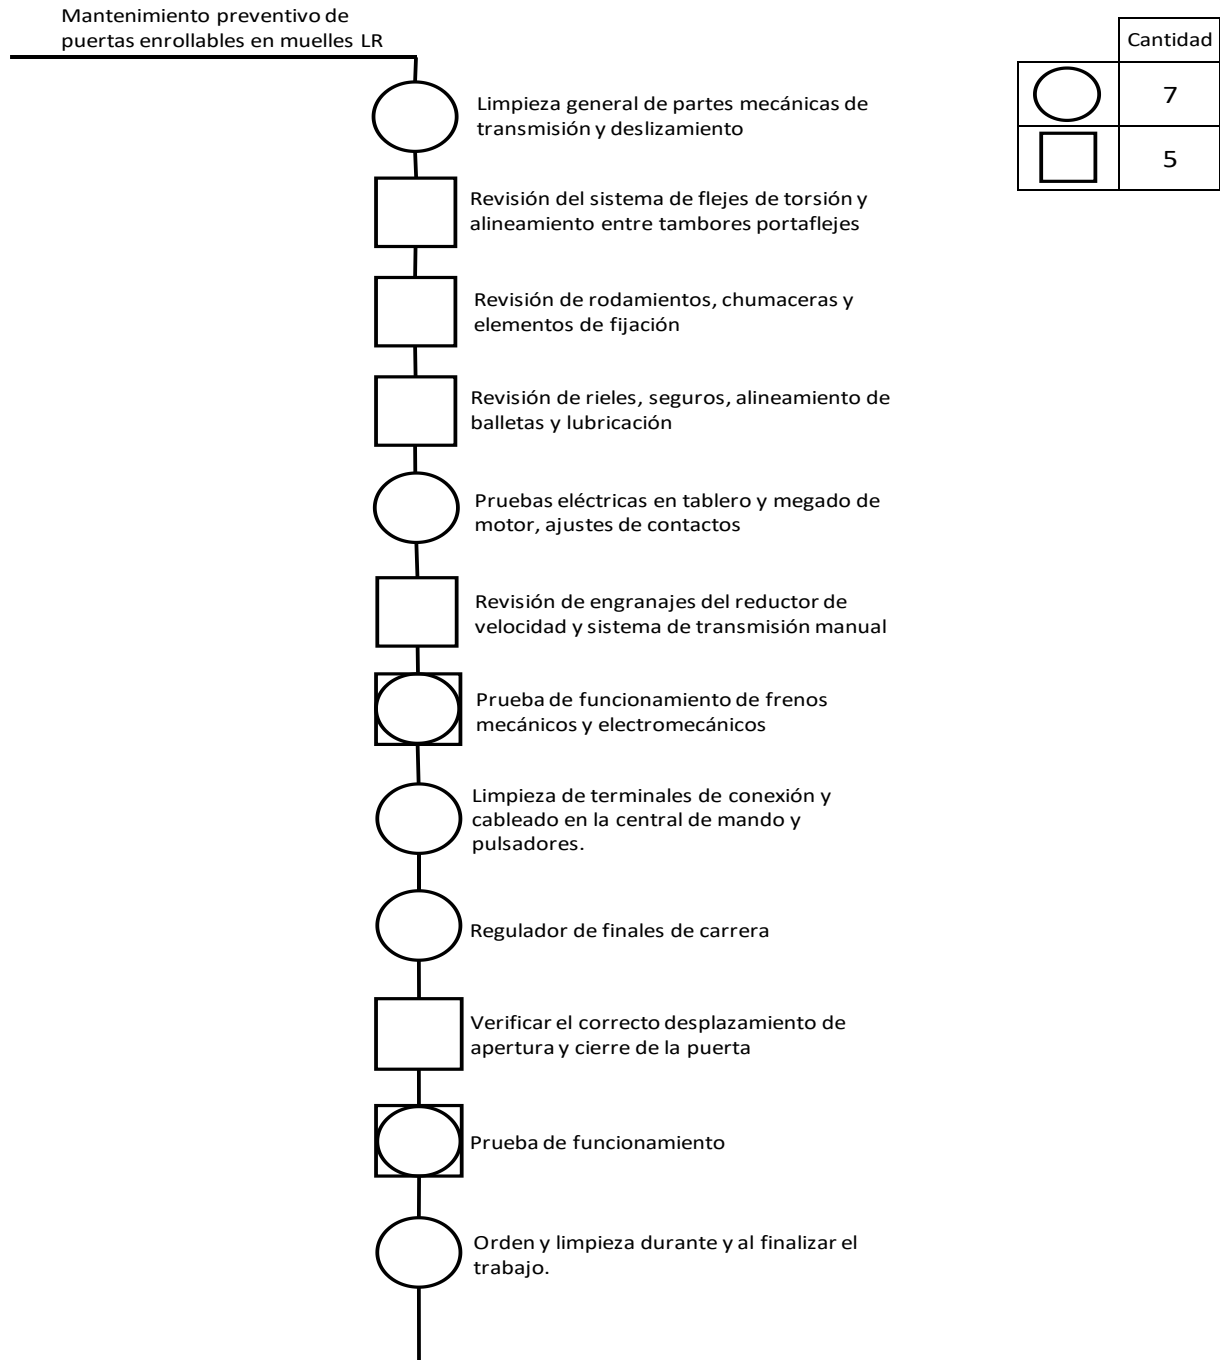 Mantenimiento preventivo de
puertas enrollables en muelles LR
Cantidad
7
5
Limpieza general de partes mecánicas de
transmisión y deslizamiento
Revisión del sistema de flejes de torsión y
alineamiento entre tambores portaflejes
Revisión de rodamientos, chumaceras y
elementos de fijación
Revisión de rieles, seguros, alineamiento de
balletas y lubricación
Pruebas eléctricas en tablero y megado de
motor, ajustes de contactos
Revisión de engranajes del reductor de
velocidad y sistema de transmisión manual
Prueba de funcionamiento de frenos
mecánicos y electromecánicos
Limpieza de terminales de conexión y
cableado en la central de mando y
pulsadores.
Regulador de finales de carrera
Verificar el correcto desplazamiento de
apertura y cierre de la puerta
Prueba de funcionamiento
Orden y limpieza durante y al finalizar el
trabajo.